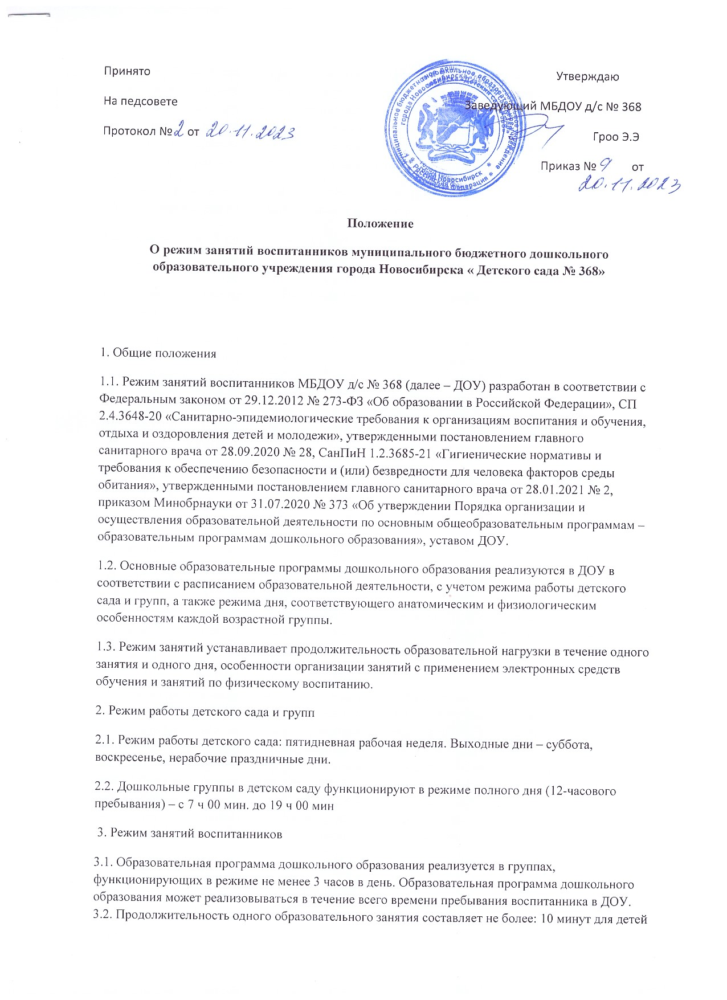 Принято
На педсовете
Протокол № 2 от 20.11.2023
Утверждаю
Заведующий МБДОУ д/с № 368
Гроо Э.Э
Приказ № 9 от
20.11.2023
Положение
О режим занятий воспитанников муниципального бюджетного дошкольного
образовательного учреждения города Новосибирска « Детского сада № 368»
1. Общие положения
1.1. Режим занятий воспитанников МБДОУ д/с № 368 (далее – ДОУ) разработан в соответствии с
Федеральным законом от 29.12.2012 № 273-ФЗ «Об образовании в Российской Федерации», СП
2.4.3648-20 «Санитарно-эпидемиологические требования к организациям воспитания и обучения,
отдыха и оздоровления детей и молодежи», утвержденными постановлением главного
санитарного врача от 28.09.2020 № 28, СанПиН 1.2.3685-21 «Гигиенические нормативы и
требования к обеспечению безопасности и (или) безвредности для человека факторов среды
обитания», утвержденными постановлением главного санитарного врача от 28.01.2021 № 2,
приказом Минобрнауки от 31.07.2020 № 373 «Об утверждении Порядка организации и
осуществления образовательной деятельности по основным общеобразовательным программам –
образовательным программам дошкольного образования», уставом ДОУ.
1.2. Основные образовательные программы дошкольного образования реализуются в ДОУ в
соответствии с расписанием образовательной деятельности, с учетом режима работы детского
сада и групп, а также режима дня, соответствующего анатомическим и физиологическим
особенностям каждой возрастной группы.
1.3. Режим занятий устанавливает продолжительность образовательной нагрузки в течение одного
занятия и одного дня, особенности организации занятий с применением электронных средств
обучения и занятий по физическому воспитанию.
2. Режим работы детского сада и групп
2.1. Режим работы детского сада: пятидневная рабочая неделя. Выходные дни – суббота,
воскресенье, нерабочие праздничные дни.
2.2. Дошкольные группы в детском саду функционируют в режиме полного дня (12-часового
пребывания) – с 7 ч 00 мин. до 19 ч 00 мин
3. Режим занятий воспитанников
3.1. Образовательная программа дошкольного образования реализуется в группах,
функционирующих в режиме не менее 3 часов в день. Образовательная программа дошкольного
образования может реализовываться в течение всего времени пребывания воспитанника в ДОУ.
3.2. Продолжительность одного образовательного занятия составляет не более: 10 минут для детей